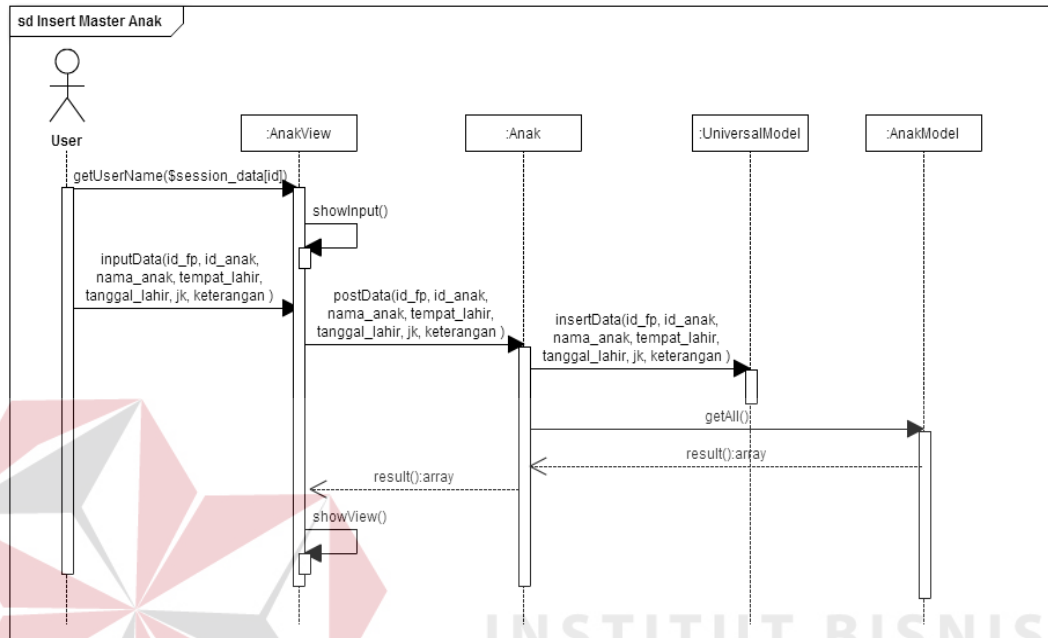 sd Insert Master Anak
User
:AnakView
:Anak
:UniversalModel
:AnakModel
getUserName($session_data[id])
showInput()
inputData(id_fp, id_anak,
nama_anak, tempat_lahir,
tanggal_lahir, jk, keterangan )
postData(id_fp, id_anak,
nama_anak, tempat_lahir,
tanggal_lahir, jk, keterangan )
insertData(id_fp, id_anak,
nama_anak, tempat_lahir,
tanggal_lahir, jk, keterangan )
getAll()
result():array
result():array
showView()
INSTITUT BISNIS